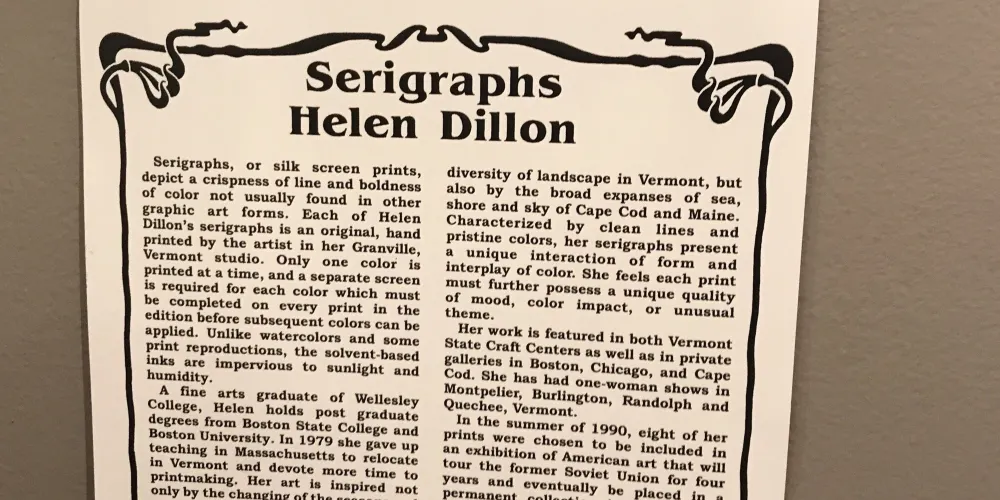 Serigraphs
Helen Dillon
Serigraphs, or silk screen prints,
depict a crispness of line and boldness
of color not usually found in other
graphic art forms. Each of Helen
Dillon's serigraphs is an original, hand
printed by the artist in her Granville,
Vermont studio. Only one color is
printed at a time, and a separate screen
is required for each color which must
be completed on every print in the
edition before subsequent colors can be
applied. Unlike watercolors and some
print reproductions, the solvent-based
inks are impervious to sunlight and
humidity.
A fine arts graduate of Wellesley
College, Helen holds post graduate
degrees from Boston State College and
Boston University. In 1979 she gave up
teaching in Massachusetts to relocate
in Vermont and devote more time to
printmaking. Her art is inspired not
only by the changing of the
diversity of landscape in Vermont, but
also by the broad expanses of sea,
shore and sky of Cape Cod and Maine.
Characterized by clean lines and
pristine colors, her serigraphs present
a unique interaction of form and
interplay of color. She feels each print
must further possess a unique quality
of mood, color impact, or unusual
theme.
Her work is featured in both Vermont
State Craft Centers as well as in private
galleries in Boston, Chicago, and Cape
Cod. She has had one-woman shows in
Montpelier, Burlington, Randolph and
Quechee, Vermont.
In the summer of 1990, eight of her
prints were chosen to be included in
an exhibition of American art that will
tour the former Soviet Union for four
years and eventually be placed in a
permanent